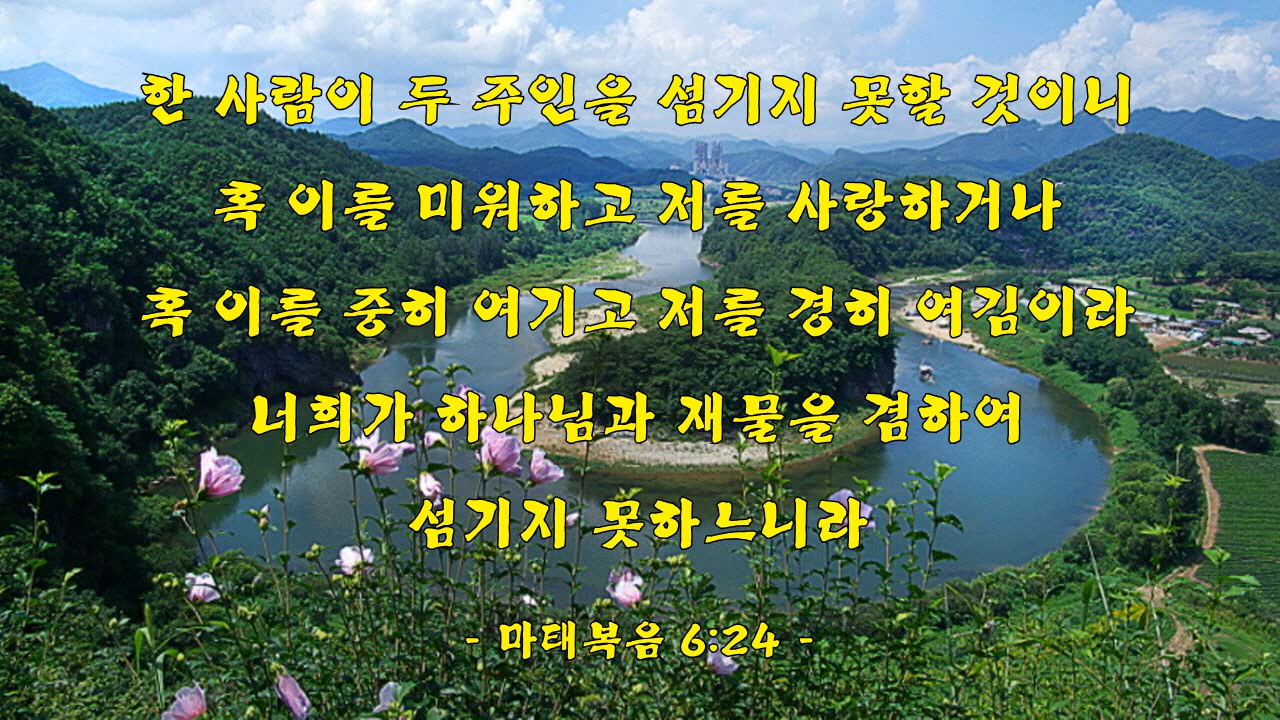 한 사람이 두 주인을 섬기지 못할 것이니
혹 이를 미워하고 저를 사랑하거나
혹 이를 중히 여기고 저를 경히 여김이라
너희가 하나님과 재물을 겸하여
섬기지 못하느니라
- 마태복음 6:24 -